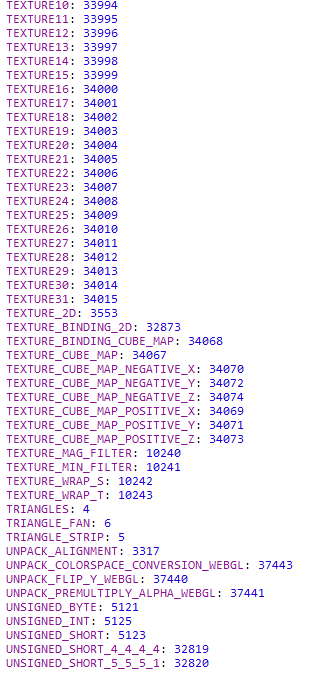 TEXTURE10: 33994
TEXTURE11: 33995
TEXTURE12: 33996
TEXTURE13: 33997
TEXTURE14: 33998
TEXTURE15: 33999
TEXTURE16: 34000
TEXTURE17: 34001
TEXTURE18: 34002
TEXTURE19: 34003
TEXTURE20: 34004
TEXTURE21: 34005
TEXTURE22: 34006
TEXTURE23: 34007
TEXTURE24: 34008
TEXTURE25: 34009
TEXTURE26: 34010
TEXTURE27: 34011
TEXTURE28: 34012
TEXTURE29: 34013
TEXTURE30: 34014
TEXTURE31: 34015
TEXTURE_2D: 3553
TEXTURE_BINDING_2D: 32873
TEXTURE_BINDING_CUBE_MAP: 34068
TEXTURE_CUBE_MAP: 34067
TEXTURE_CUBE_MAP_NEGATIVE_X: 34070
TEXTURE_CUBE_MAP_NEGATIVE_Y: 34072
TEXTURE_CUBE_MAP_NEGATIVE_Z: 34074
TEXTURE_CUBE_MAP_POSITIVE_X: 34069
TEXTURE_CUBE_MAP_POSITIVE_Y: 34071
TEXTURE_CUBE_MAP_POSITIVE_Z: 34073
TEXTURE_MAG_FILTER: 10240
TEXTURE_MIN_FILTER: 10241
TEXTURE_WRAP_S: 10242
TEXTURE_WRAP_T: 10243
TRIANGLES: 4
TRIANGLE_FAN: 6
TRIANGLE_STRIP: 5
UNPACK_ALIGNMENT: 3317
UNPACK_COLORSPACE_CONVERSION_WEBGL: 37443
UNPACK_FLIP_Y_WEBGL: 37440
UNPACK_PREMULTIPLY_ALPHA_WEBGL: 37441
UNSIGNED_BYTE: 5121
UNSIGNED_INT: 5125
UNSIGNED_SHORT: 5123
UNSIGNED_SHORT_4_4_4_4: 32819
UNSIGNED_SHORT_5_5_5_1: 32820